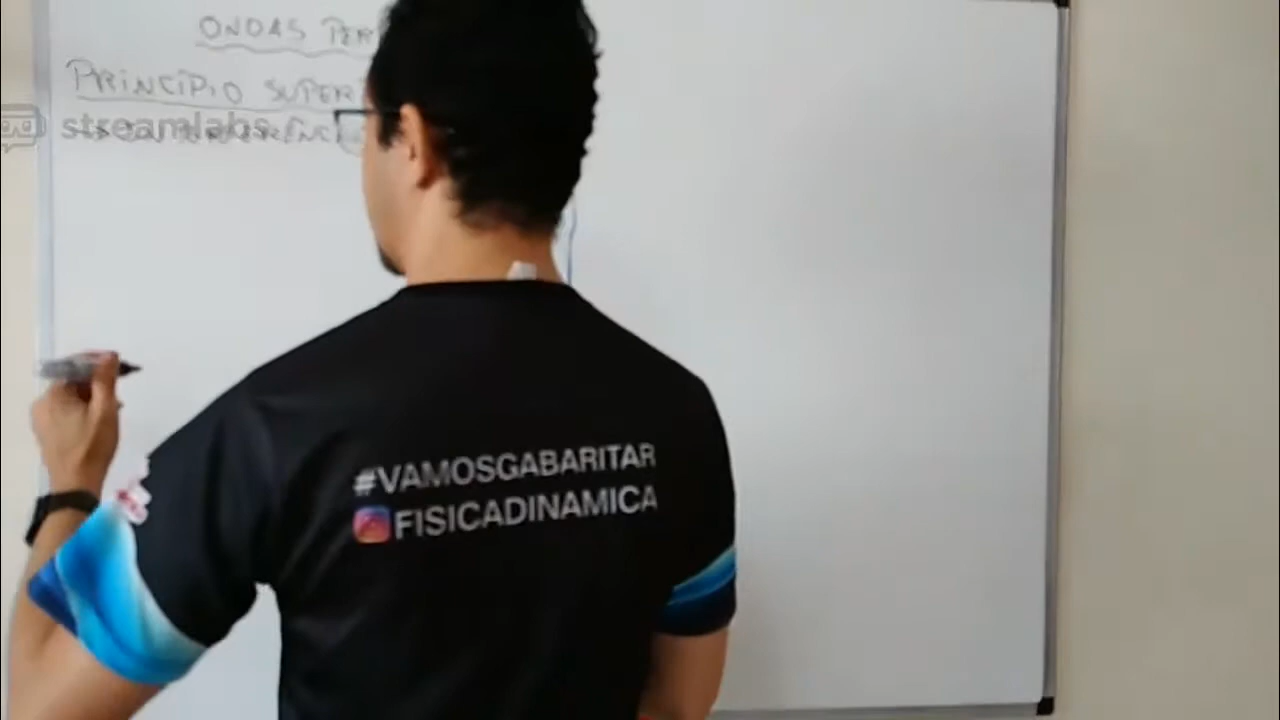 ONDAS PER
PRINCÍPIO SUPER
streamlabs
#VAMOSGABARITAR
FISICADINAMICA